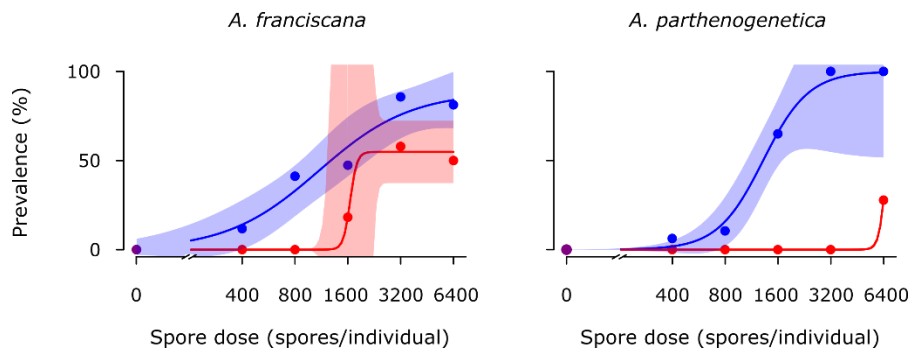 A. franciscana
A. parthenogenetica
Prevalence (%)
100
50
0
0 400 800 1600 3200 6400
0 400 800 1600 3200 6400
Spore dose (spores/individual)
Spore dose (spores/individual)